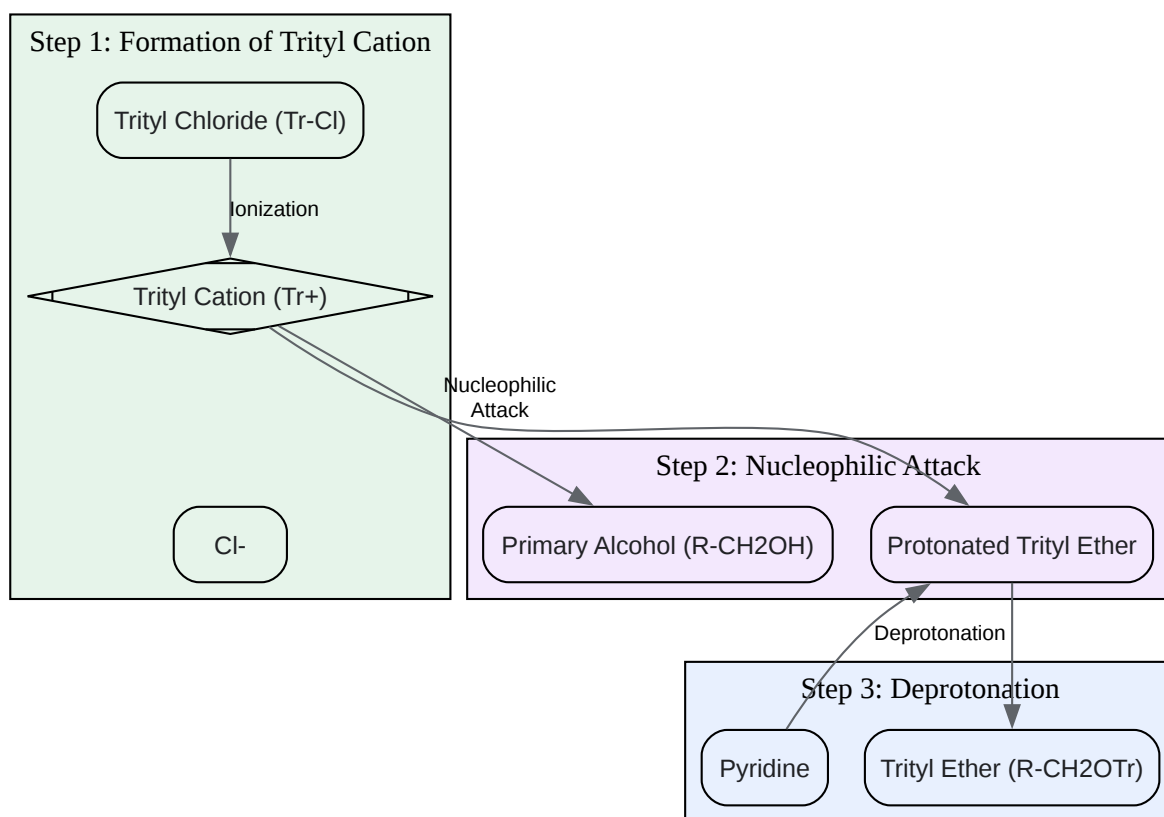 Step 1: Formation of Trityl Cation
Trityl Chloride (Tr-Cl)
Ionization
Trityl Cation (Tr+)
Nucleophilic
Attack
Step 2: Nucleophilic Attack
Cl-
Primary Alcohol (R-CH2OH)
Protonated Trityl Ether
Deprotonation
Step 3: Deprotonation
Pyridine
Trityl Ether (R-CH2OTr)